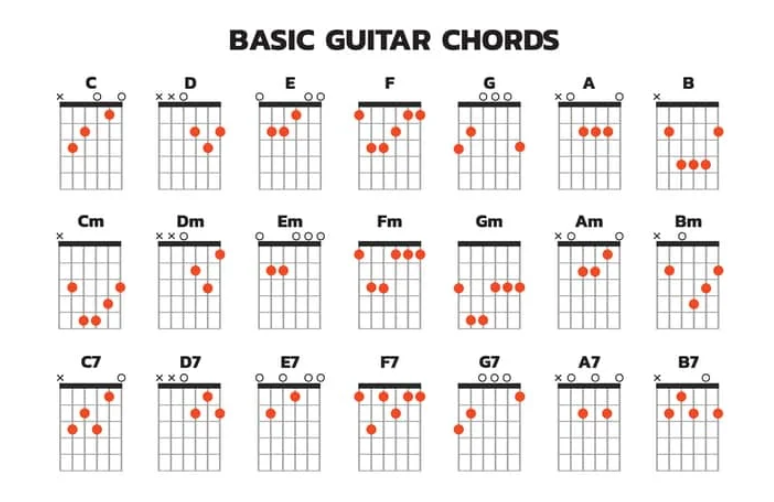 BASIC GUITAR CHORDS
C D E F G A B
Cm Dm Em Fm Gm Am Bm
C7 D7 E7 F7 G7 A7 B7